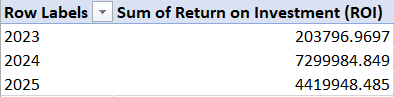 Row Labels Sum of Return on Investment (ROI)
2023 203796.9697
2024 7299984.849
2025 4419948.485